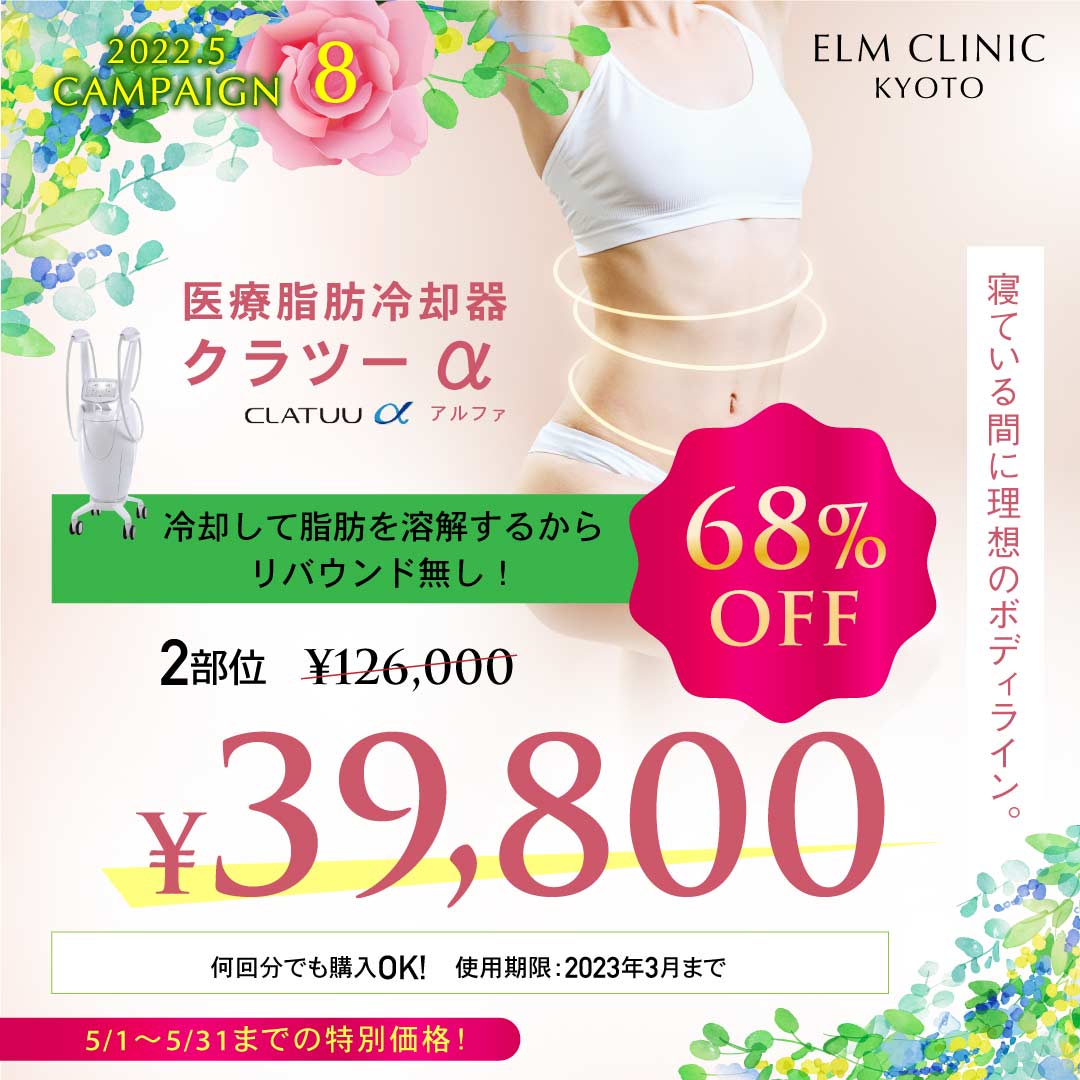 2022.5
CAMPAIGN 8
ELM CLINIC
KYOTO
医療脂肪冷却器
クラツーα
CLATUU α アルファ
寝ている間に理想のボディライン。
冷却して脂肪を溶解するから
リバウンド無し！
68%
OFF
2部位 ¥126,000
¥39,800
何回分でも購入OK! 使用期限：2023年3月まで
5/1～5/31までの特別価格！